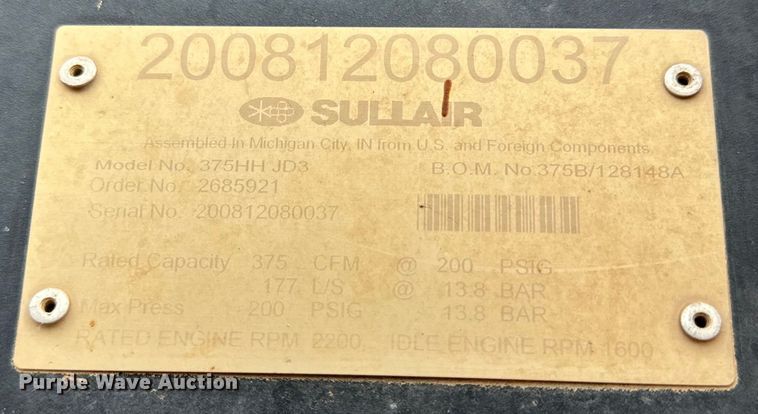 200812080037
SULLAIR
Assembled In Michigan City, IN from U.S. and Foreign Components
Model No. 375HH JD3 B.O.M. No.375B/128148A
Order No. 2685921
Serial No. 200812080037
Rated Capacity 375 CFM @ 200 PSIG
177 L/S @ 13.8 BAR
Max Press 200 PSIG 13.8 BAR
RATED ENGINE RPM 2200 IDLE ENGINE RPM 1600
Purple Wave Auction